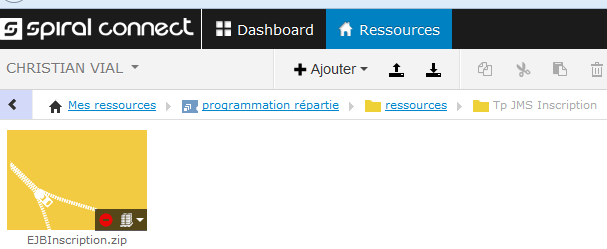 spiral connect Dashboard Ressources
CHRISTIAN VIAL Ajouter
Mes ressources programmation répartie ressources Tp JMS Inscription
EJBInscription.zip